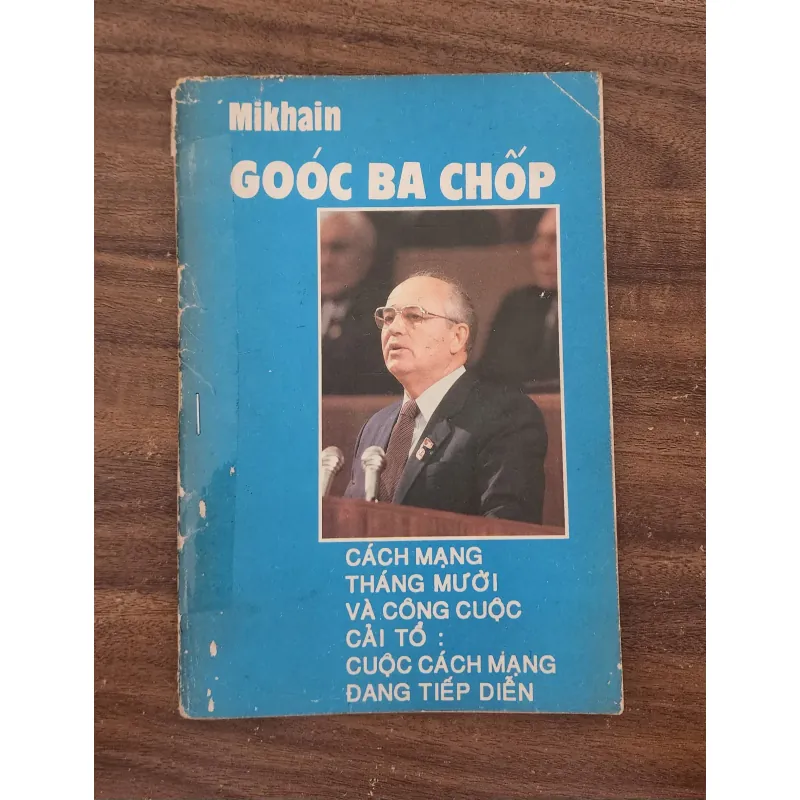 Mikhain
GOÓC BA CHỐP
CÁCH MẠNG
THÁNG MƯỜI
VÀ CÔNG CUỘC
CẢI TỔ :
CUỘC CÁCH MẠNG
ĐANG TIẾP DIỄN